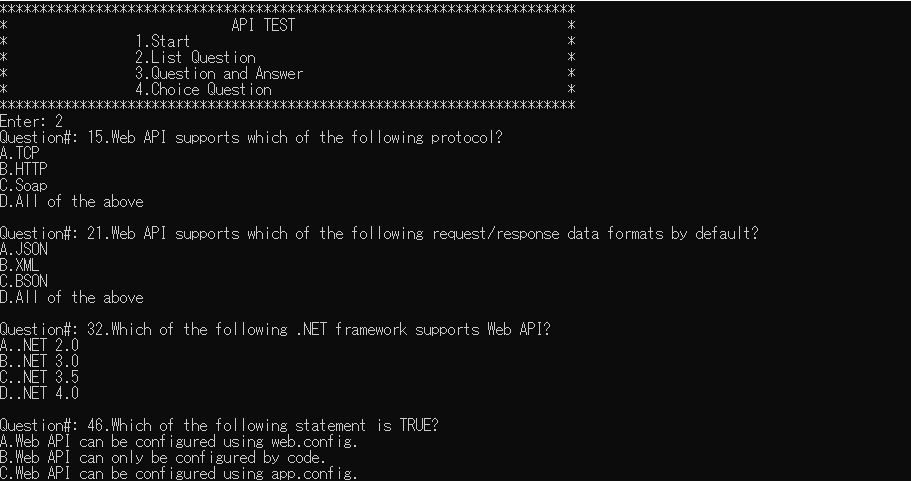 ************************************************************************
* API TEST *
* 1.Start *
* 2.List Question *
* 3.Question and Answer *
* 4.Choice Question *
************************************************************************
Enter: 2
Question#: 15.Web API supports which of the following protocol?
A.TCP
B.HTTP
C.Soap
D.All of the above
Question#: 21.Web API supports which of the following request/response data formats by default?
A.JSON
B.XML
C.BSON
D.All of the above
Question#: 32.Which of the following .NET framework supports Web API?
A..NET 2.0
B..NET 3.0
C..NET 3.5
D..NET 4.0
Question#: 46.Which of the following statement is TRUE?
A.Web API can be configured using web.config.
B.Web API can only be configured by code.
C.Web API can be configured using app.config.